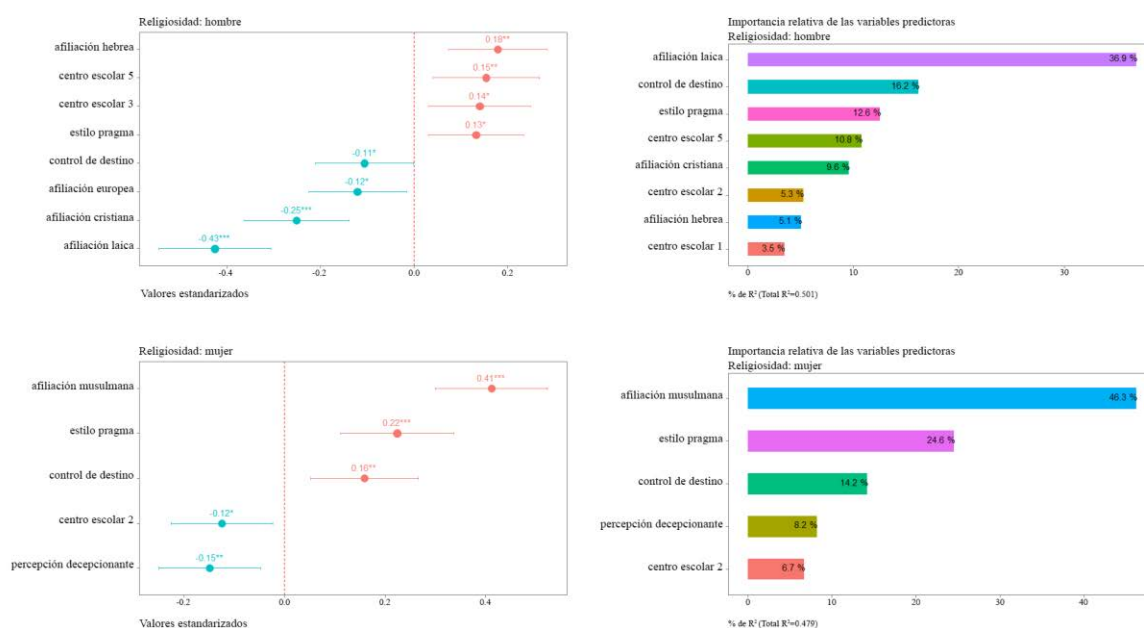 Religiosidad: hombre
afiliación hebrea
0.18**
centro escolar 5
0.15**
centro escolar 3
0.14*
estilo pragma
0.13*
control de destino
-0.11*
afiliación europea
-0.12*
afiliación cristiana
-0.25***
afiliación laica
-0.43***
-0.4
-0.2
0.0
0.2
Valores estandarizados
Importancia relativa de las variables predictoras
Religiosidad: hombre
afiliación laica
36.9 %
control de destino
16.2 %
estilo pragma
12.6 %
centro escolar 5
10.8 %
afiliación cristiana
9.6 %
centro escolar 2
5.3 %
afiliación hebrea
5.1 %
centro escolar 1
3.5 %
0
10
20
30
% de R² (Total R²=0.501)
Religiosidad: mujer
afiliación musulmana
0.41***
estilo pragma
0.22***
control de destino
0.16**
centro escolar 2
-0.12*
percepción decepcionante
-0.15**
-0.2
0.0
0.2
0.4
Valores estandarizados
Importancia relativa de las variables predictoras
Religiosidad: mujer
afiliación musulmana
46.3 %
estilo pragma
24.6 %
control de destino
14.2 %
percepción decepcionante
8.2 %
centro escolar 2
6.7 %
0
10
20
30
40
% de R² (Total R²=0.479)